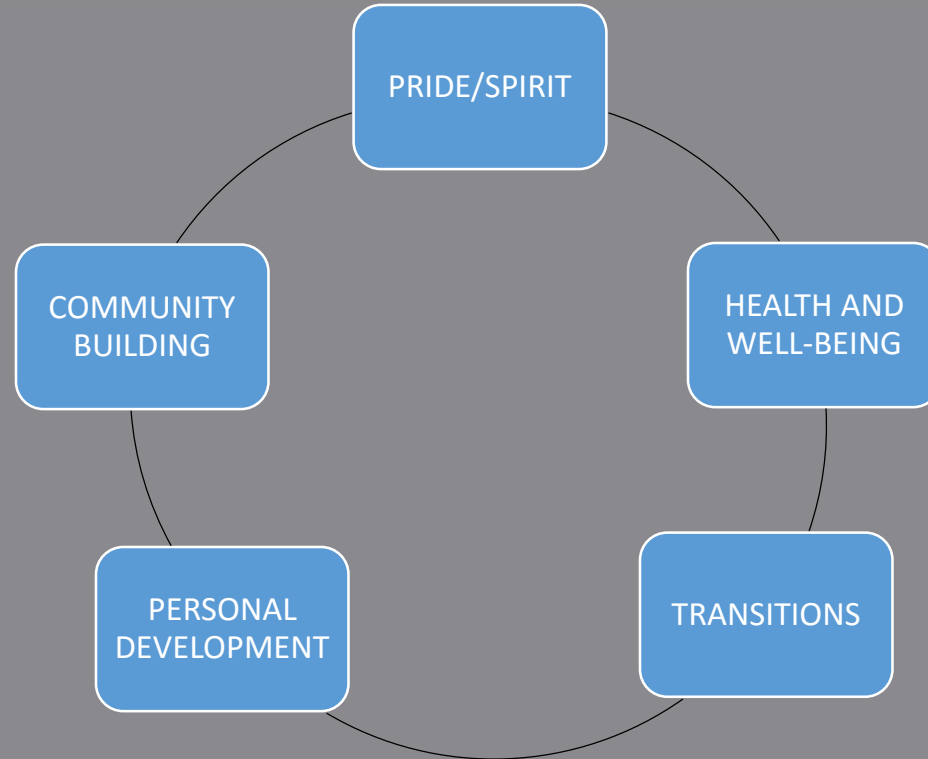 PRIDE/SPIRIT
HEALTH AND
WELL-BEING
TRANSITIONS
PERSONAL
DEVELOPMENT
COMMUNITY
BUILDING